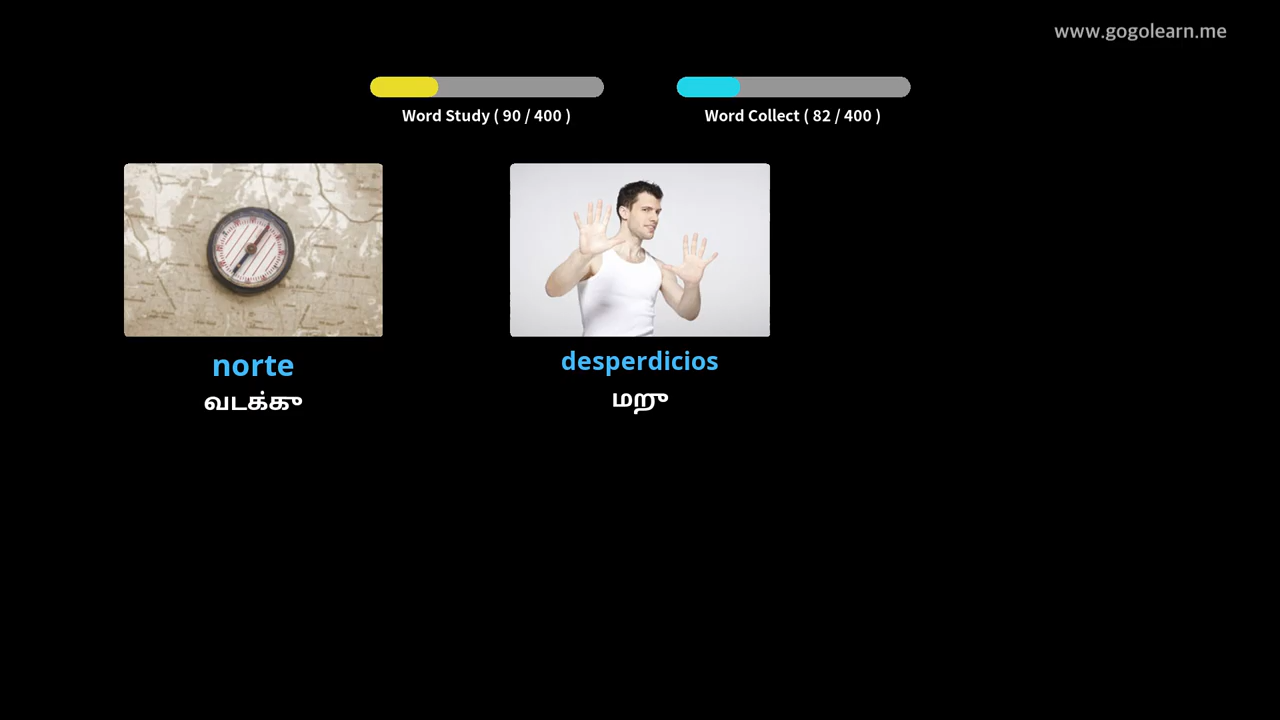 www.gogolearn.me
Word Study ( 90 / 400 )
Word Collect ( 82 / 400 )
norte
வடக்கு
desperdicios
மறு